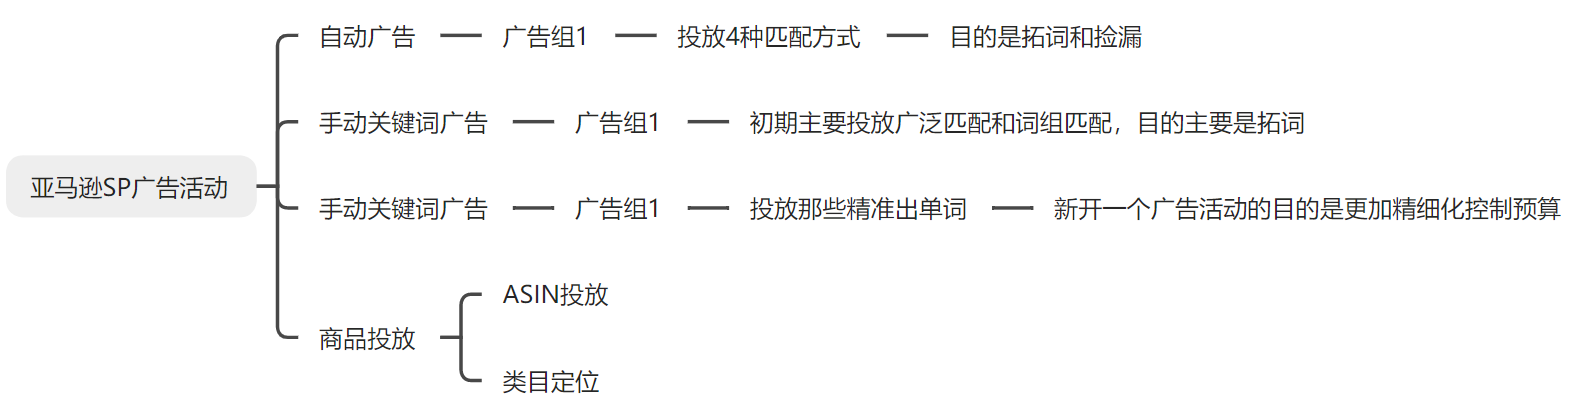 自动广告 广告组1 投放4种匹配方式 目的是拓词和捡漏
手动关键词广告 广告组1 初期主要投放广泛匹配和词组匹配，目的主要是拓词
亚马逊SP广告活动
手动关键词广告 广告组1 投放那些精准出单词 新开一个广告活动的目的是更加精细化控制预算
ASIN投放
商品投放
类目定位